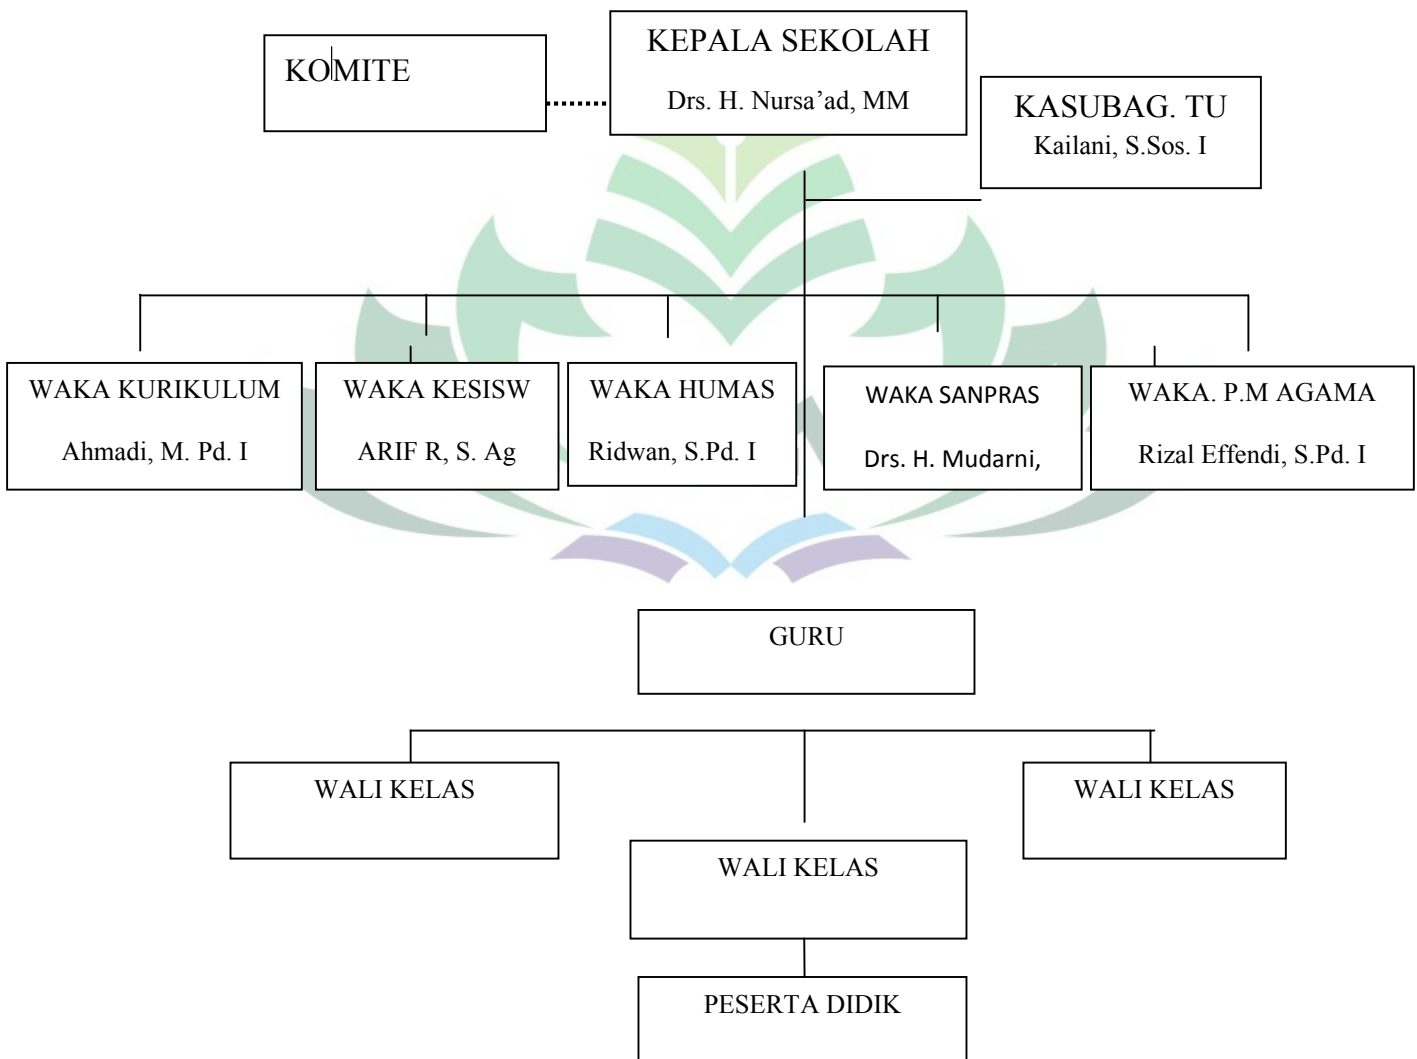 KOMITE
KEPALA SEKOLAH
Drs. H. Nursa’ad, MM
KASUBAG. TU
Kailani, S.Sos. I
WAKA KURIKULUM
Ahmadi, M. Pd. I
WAKA KESISW
ARIF R, S. Ag
WAKA HUMAS
Ridwan, S.Pd. I
WAKA SANPRAS
Drs. H. Mudarni,
WAKA. P.M AGAMA
Rizal Effendi, S.Pd. I
GURU
WALI KELAS
WALI KELAS
WALI KELAS
PESERTA DIDIK